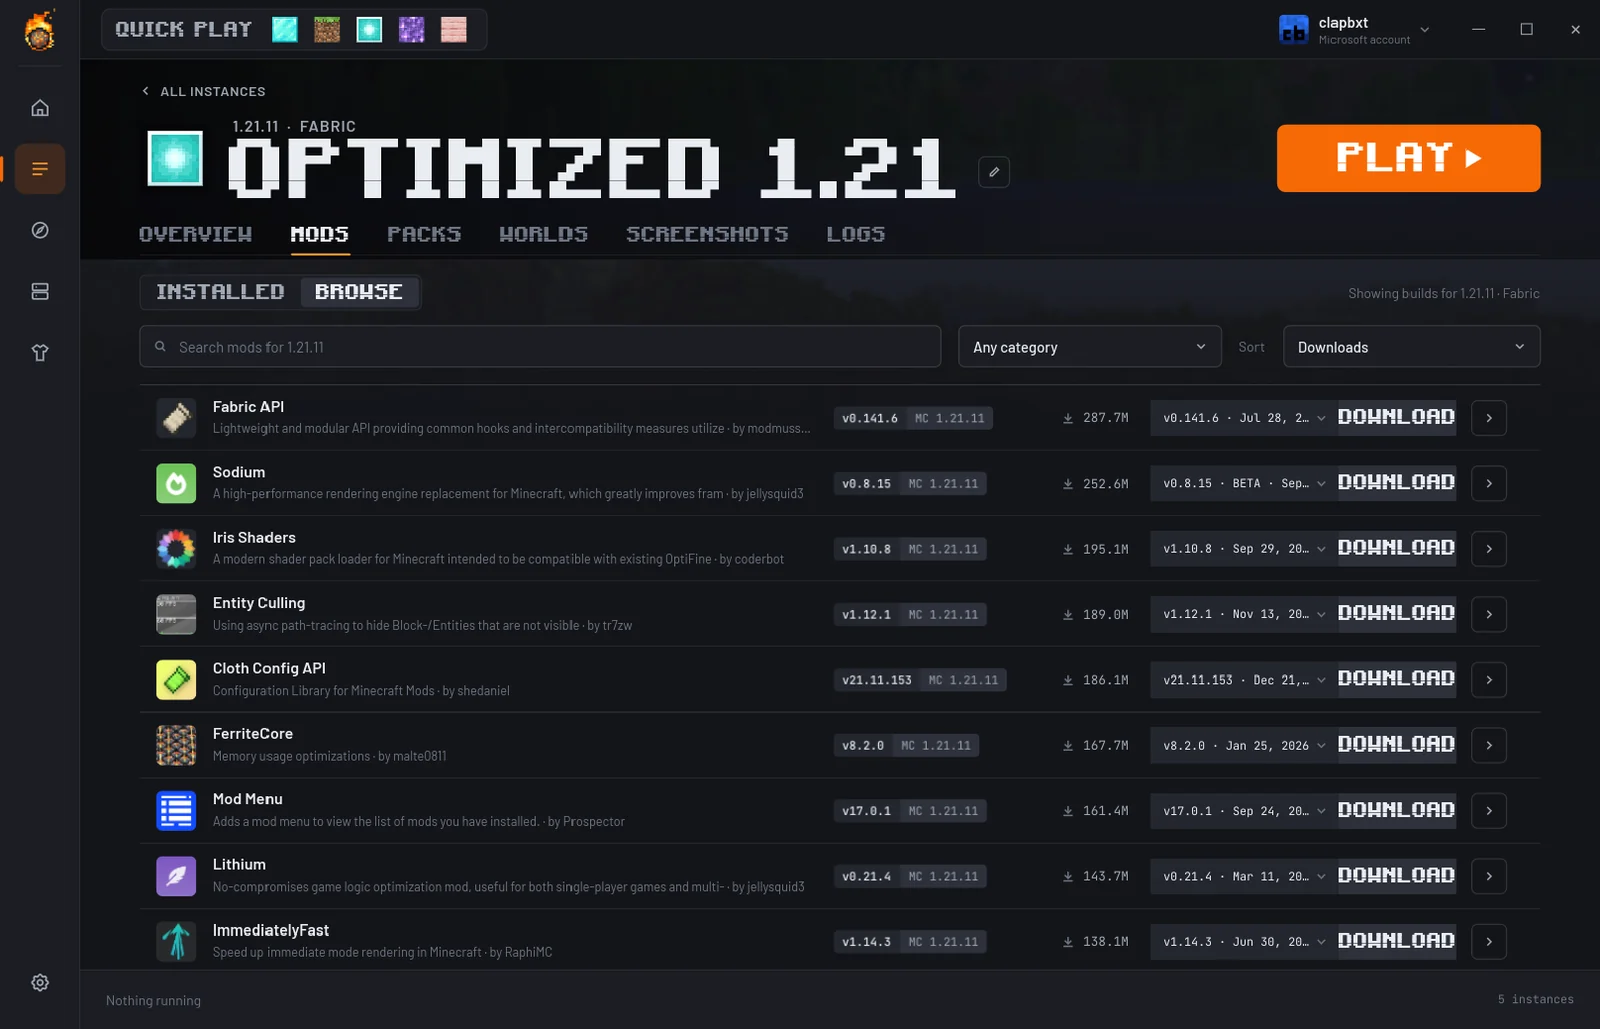 QUICK PLAY
clapbxt
Microsoft account
ALL INSTANCES
1.21.11 · FABRIC
OPTIMIZED 1.21
PLAY
OVERVIEW MODS PACKS WORLDS SCREENSHOTS LOGS
INSTALLED BROWSE
Showing builds for 1.21.11 · Fabric
Search mods for 1.21.11
Any category
Sort
Downloads
Fabric API
Lightweight and modular API providing common hooks and intercompatibility measures utilize · by modmuss...
v0.141.6 MC 1.21.11 287.7M v0.141.6 · Jul 28, 2... DOWNLOAD
Sodium
A high-performance rendering engine replacement for Minecraft, which greatly improves fram · by jellysquid3
v0.8.15 MC 1.21.11 252.6M v0.8.15 · BETA · Sep... DOWNLOAD
Iris Shaders
A modern shader pack loader for Minecraft intended to be compatible with existing OptiFine · by coderbot
v1.10.8 MC 1.21.11 195.1M v1.10.8 · Sep 29, 20... DOWNLOAD
Entity Culling
Using async path-tracing to hide Block-/Entities that are not visible · by tr7zw
v1.12.1 MC 1.21.11 189.0M v1.12.1 · Nov 13, 20... DOWNLOAD
Cloth Config API
Configuration Library for Minecraft Mods · by shedaniel
v21.11.153 MC 1.21.11 186.1M v21.11.153 · Dec 21,... DOWNLOAD
FerriteCore
Memory usage optimizations · by malte0811
v8.2.0 MC 1.21.11 167.7M v8.2.0 · Jan 25, 2026 DOWNLOAD
Mod Menu
Adds a mod menu to view the list of mods you have installed. · by Prospector
v17.0.1 MC 1.21.11 161.4M v17.0.1 · Sep 24, 20... DOWNLOAD
Lithium
No-compromises game logic optimization mod, useful for both single-player games and multi- · by jellysquid3
v0.21.4 MC 1.21.11 143.7M v0.21.4 · Mar 11, 20... DOWNLOAD
ImmediatelyFast
Speed up immediate mode rendering in Minecraft · by RaphiMC
v1.14.3 MC 1.21.11 138.1M v1.14.3 · Jun 30, 20... DOWNLOAD
Nothing running
5 instances